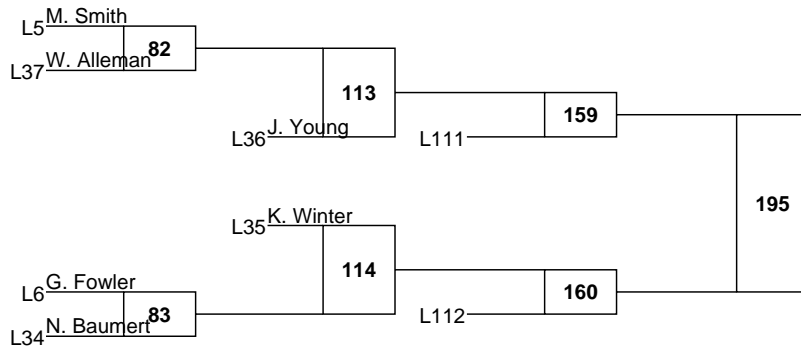 M. Smith
L5
82
W. Alleman
L37
113
159
J. Young
L36
L111
195
K. Winter
L35
114
160
G. Fowler
L6
83
L112
N. Baumert
L34